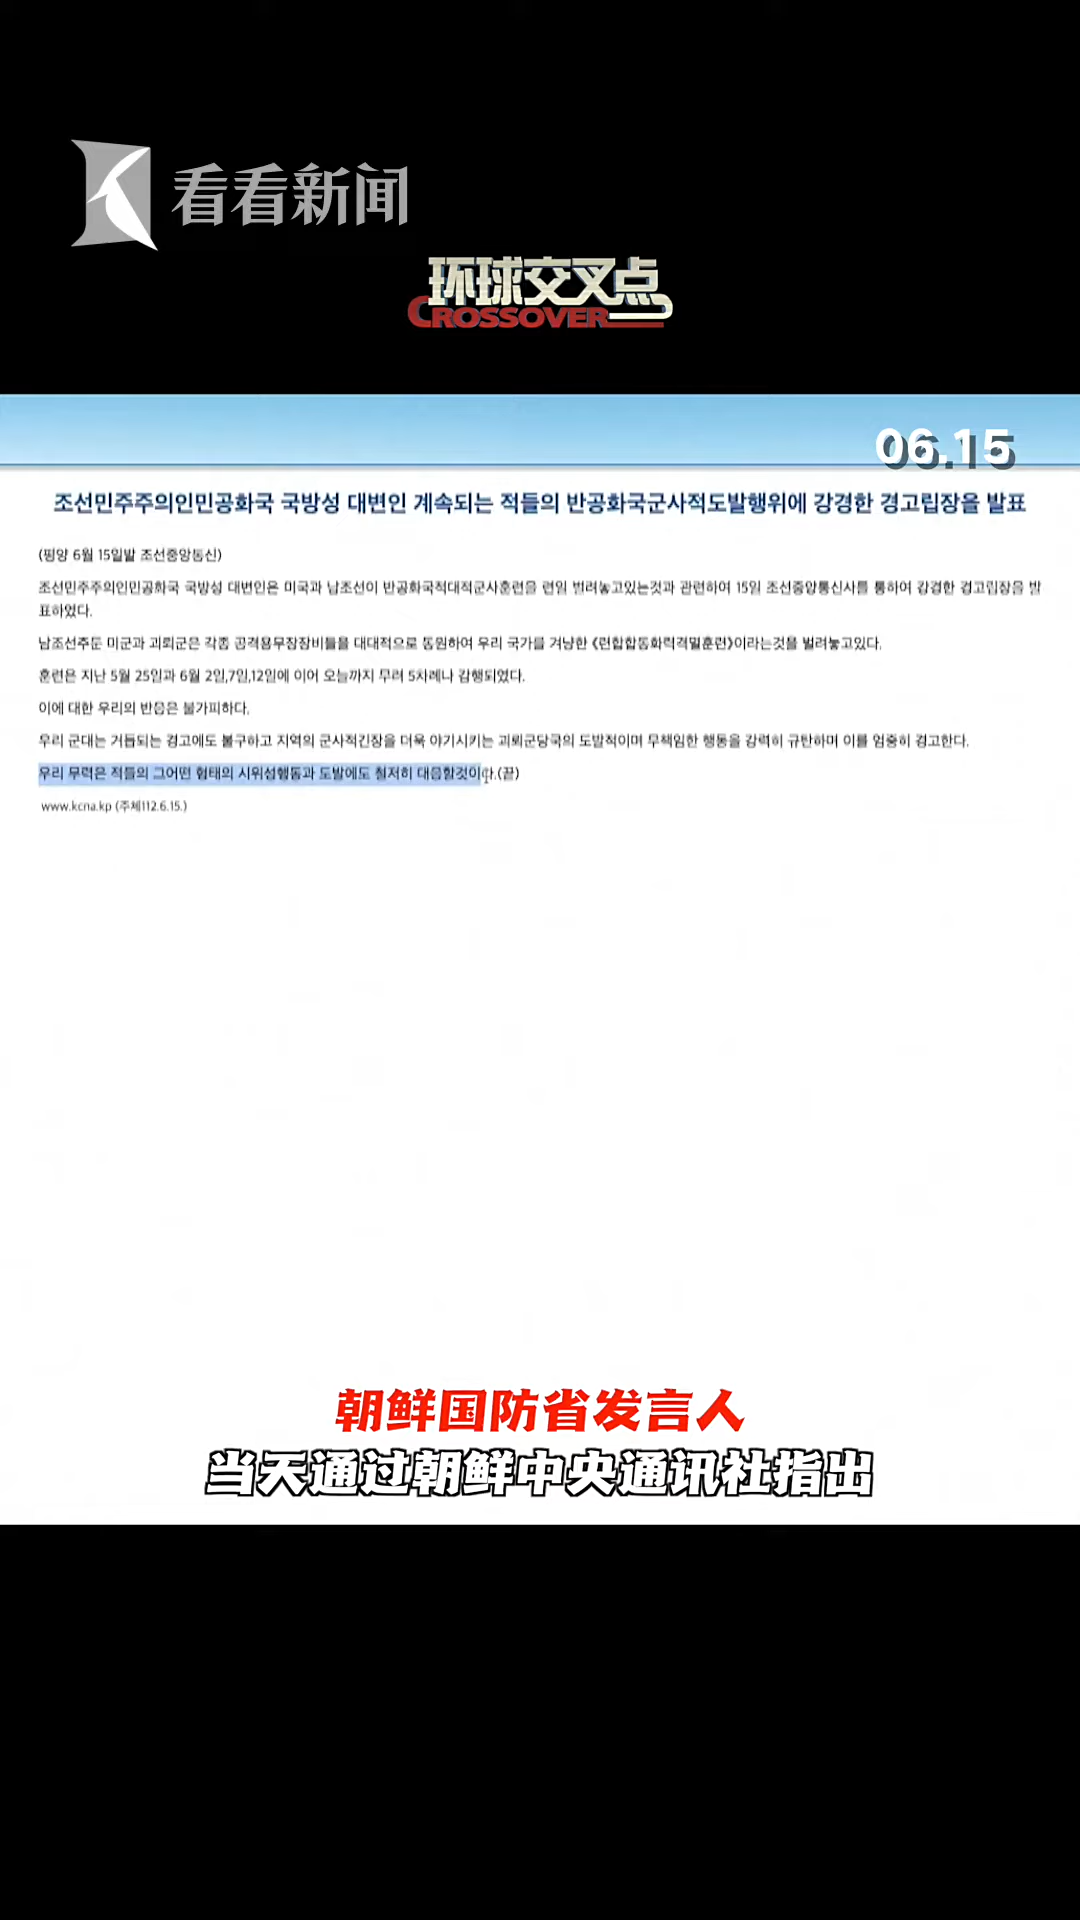 看看新闻
环球交叉点
CROSSOVER
06.15
조선민주주의인민공화국 국방성 대변인 계속되는 적들의 반공화국군사적도발행위에 강경한 경고립장을 발표
(평양 6월 15일발 조선중앙통신)
조선민주주의인민공화국 국방성 대변인은 미국과 남조선이 반공화국적대적군사훈련을 련일 벌려놓고있는것과 관련하여 15일 조선중앙통신사를 통하여 강경한 경고립장을 발
표하였다.
남조선주둔 미군과 괴뢰군은 각종 공격용무장장비들을 대대적으로 동원하여 우리 국가를 겨냥한 《련합합동화력격멸훈련》이라는것을 벌려놓고있다.
훈련은 지난 5월 25일과 6월 2일,7일,12일에 이어 오늘까지 무려 5차례나 감행되였다.
이에 대한 우리의 반응은 불가피하다.
우리 군대는 거듭되는 경고에도 불구하고 지역의 군사적긴장을 더욱 야기시키는 괴뢰군당국의 도발적이며 무책임한 행동을 강력히 규탄하며 이를 엄중히 경고한다.
우리 무력은 적들의 그어떤 형태의 시위성행동과 도발에도 철저히 대응할것이다.(끝)
www.kcna.kp (주체112.6.15.)
朝鲜国防省发言人
当天通过朝鲜中央通讯社指出